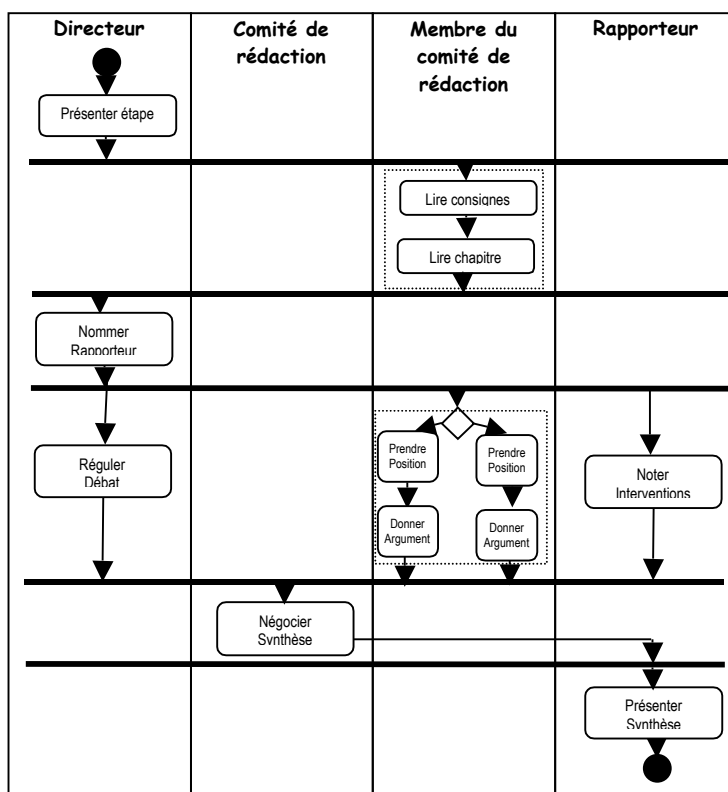 Directeur
Comité de
rédaction
Membre du
comité de
rédaction
Rapporteur
Présenter étape
Lire consignes
Lire chapitre
Nommer
Rapporteur
Réguler
Débat
Prendre
Position
Prendre
Position
Donner
Argument
Donner
Argument
Noter
Interventions
Négocier
Synthèse
Présenter
Synthèse